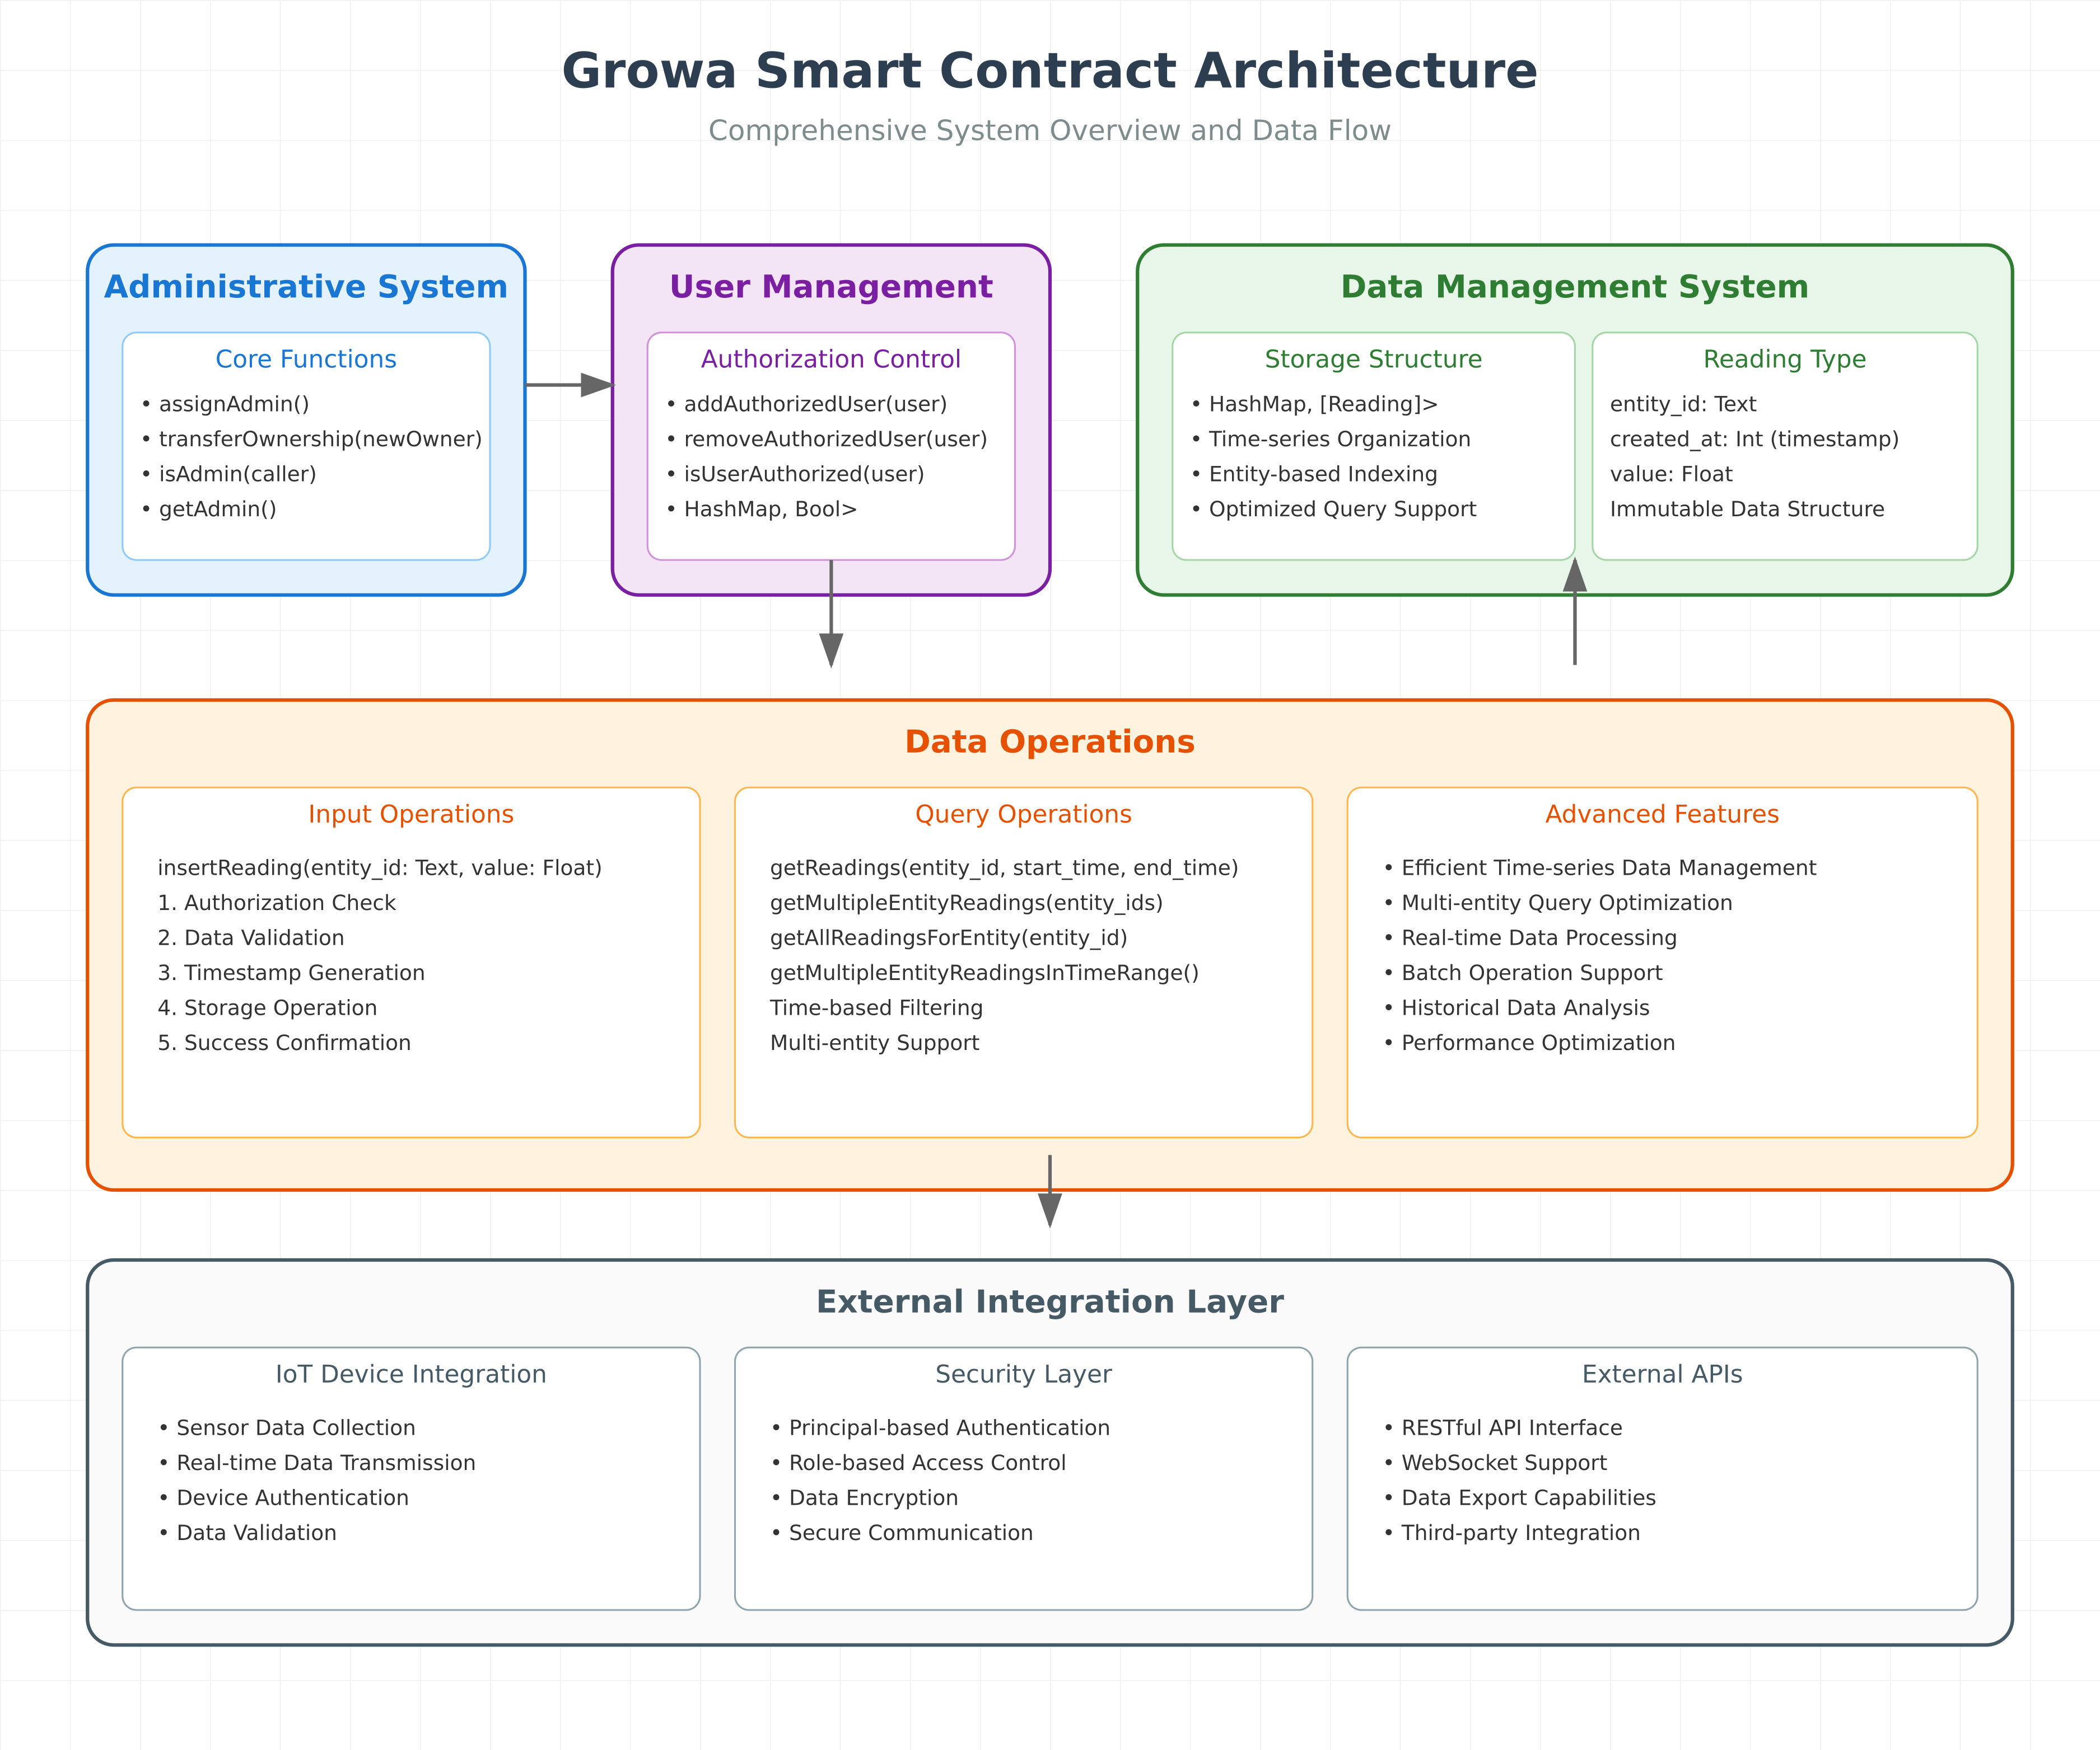 Growa Smart Contract Architecture
Comprehensive System Overview and Data Flow
Administrative System
Core Functions
• assignAdmin()
• transferOwnership(newOwner)
• isAdmin(caller)
• getAdmin()
User Management
Authorization Control
• addAuthorizedUser(user)
• removeAuthorizedUser(user)
• isUserAuthorized(user)
• HashMap, Bool>
Data Management System
Storage Structure
• HashMap, [Reading]>
• Time-series Organization
• Entity-based Indexing
• Optimized Query Support
Reading Type
entity_id: Text
created_at: Int (timestamp)
value: Float
Immutable Data Structure
Data Operations
Input Operations
insertReading(entity_id: Text, value: Float)
1. Authorization Check
2. Data Validation
3. Timestamp Generation
4. Storage Operation
5. Success Confirmation
Query Operations
getReadings(entity_id, start_time, end_time)
getMultipleEntityReadings(entity_ids)
getAllReadingsForEntity(entity_id)
getMultipleEntityReadingsInTimeRange()
Time-based Filtering
Multi-entity Support
Advanced Features
• Efficient Time-series Data Management
• Multi-entity Query Optimization
• Real-time Data Processing
• Batch Operation Support
• Historical Data Analysis
• Performance Optimization
External Integration Layer
IoT Device Integration
• Sensor Data Collection
• Real-time Data Transmission
• Device Authentication
• Data Validation
Security Layer
• Principal-based Authentication
• Role-based Access Control
• Data Encryption
• Secure Communication
External APIs
• RESTful API Interface
• WebSocket Support
• Data Export Capabilities
• Third-party Integration